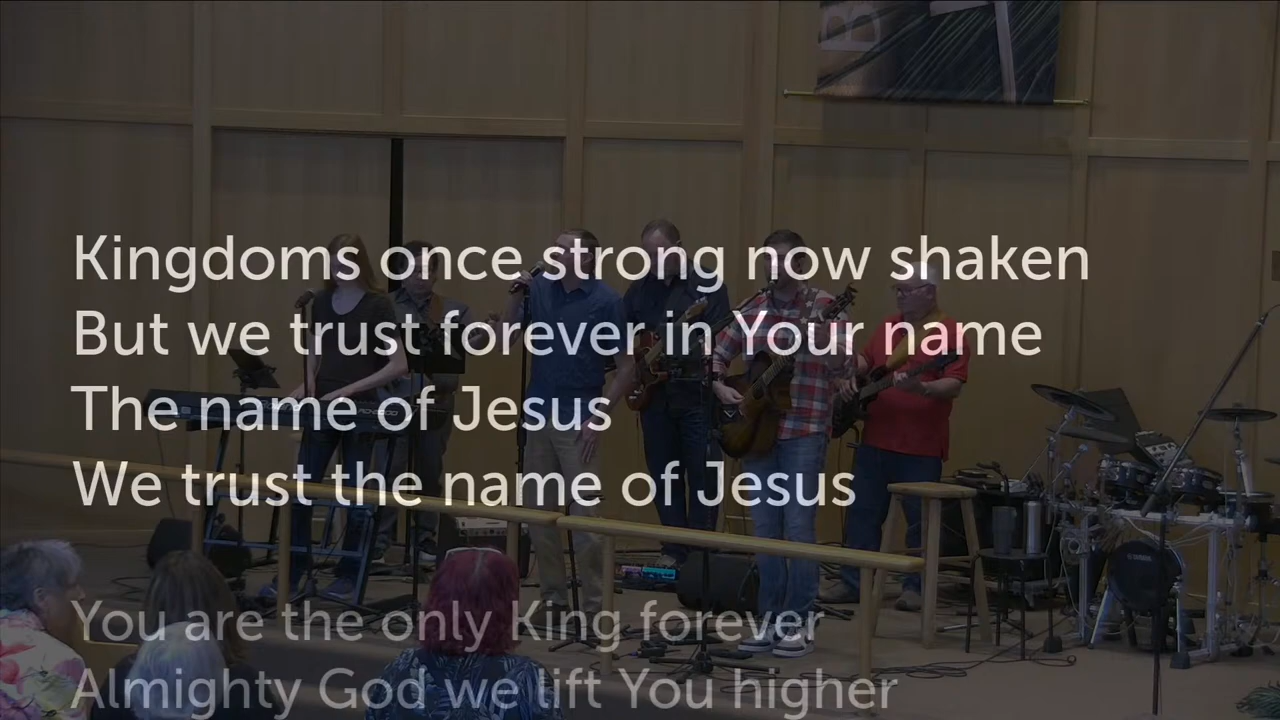 Kingdoms once strong now shaken
But we trust forever in Your name
The name of Jesus
We trust the name of Jesus
You are the only King forever
Almighty God we lift You higher